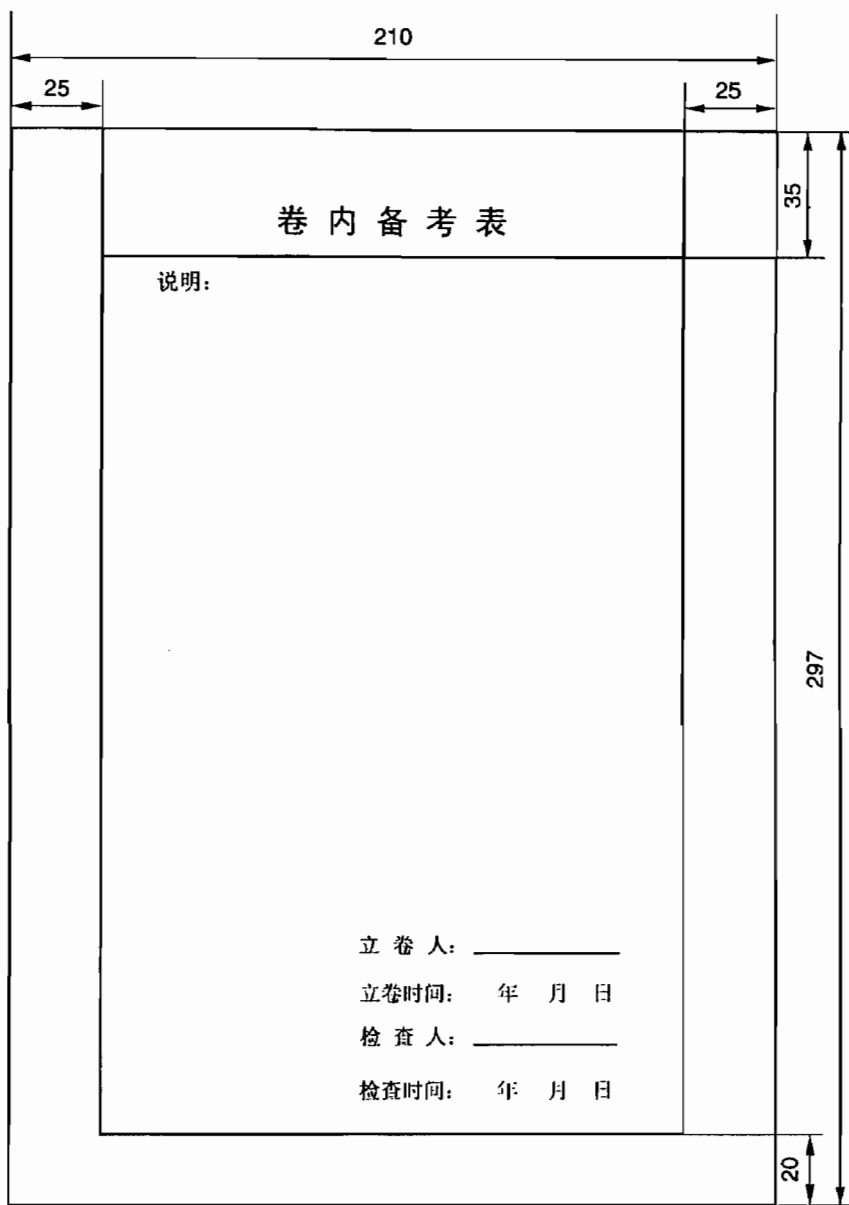 210
25
25
35
卷内备考表
说明：
297
立 卷 人：
立卷时间： 年 月 日
检 查 人：
检查时间： 年 月 日
20